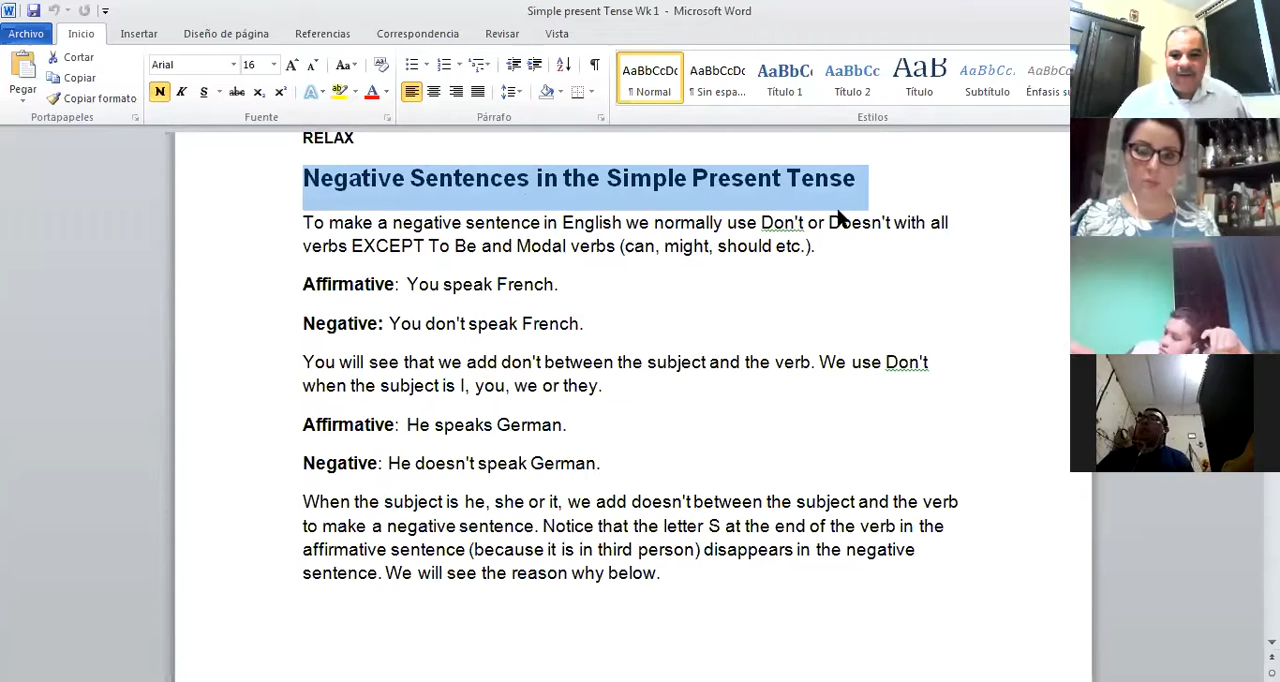 Simple present Tense Wk1 - Microsoft Word
Archivo Inicio Insertar Diseño de página Referencias Correspondencia Revisar Vista
Cortar
Copiar
Copiar formato
Pegar
Portapapeles
Arial 16
Fuente
Párrafo
AaBbCcDc AaBbCcDc AaBbC AaBbCc AaB AaBbCc AaBbCc
¶ Normal ¶ Sin espa... Título 1 Título 2 Título Subtítulo Énfasis su
Estilos
RELAX
Negative Sentences in the Simple Present Tense
To make a negative sentence in English we normally use Don't or Doesn't with all
verbs EXCEPT To Be and Modal verbs (can, might, should etc.).
Affirmative: You speak French.
Negative: You don't speak French.
You will see that we add don't between the subject and the verb. We use Don't
when the subject is I, you, we or they.
Affirmative: He speaks German.
Negative: He doesn't speak German.
When the subject is he, she or it, we add doesn't between the subject and the verb
to make a negative sentence. Notice that the letter S at the end of the verb in the
affirmative sentence (because it is in third person) disappears in the negative
sentence. We will see the reason why below.